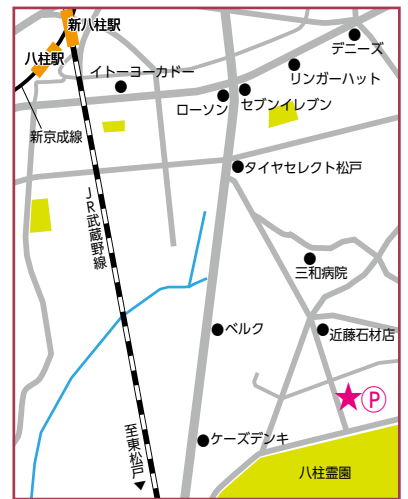 新八柱駅
八柱駅
デニーズ
イトーヨーカドー
リンガーハット
ローソン
セブンイレブン
新京成線
タイヤセレクト松戸
JR武蔵野線
三和病院
ベルク
近藤石材店
P
至東松戸
ケーズデンキ
八柱霊園